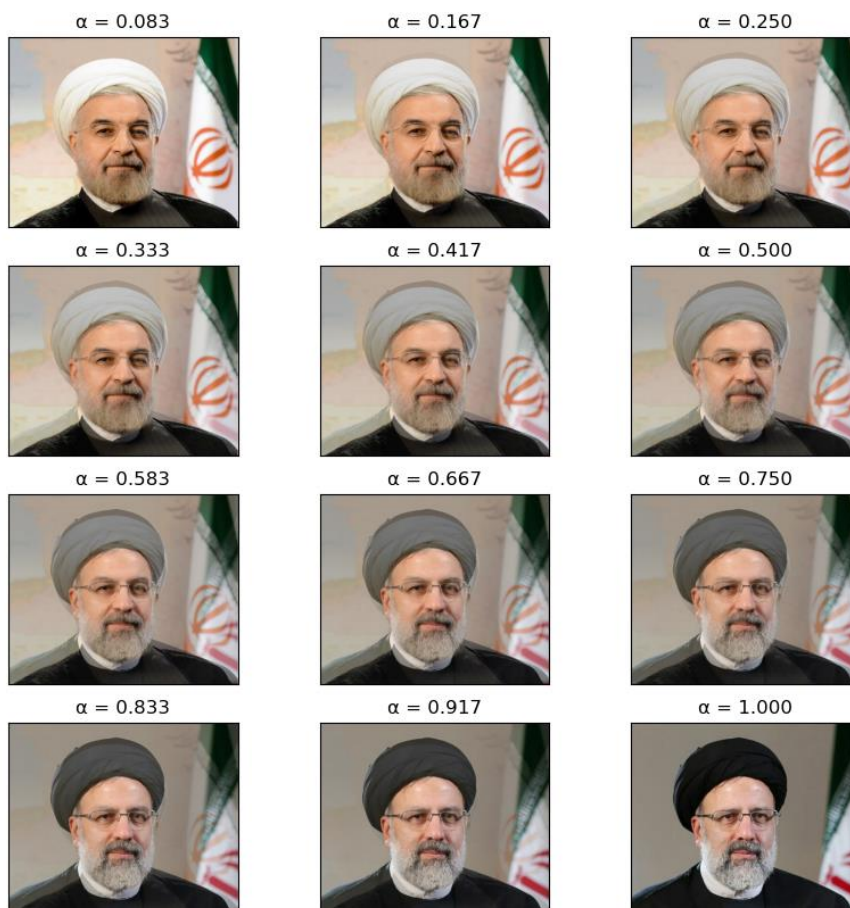 α = 0.083
α = 0.167
α = 0.250
α = 0.333
α = 0.417
α = 0.500
α = 0.583
α = 0.667
α = 0.750
α = 0.833
α = 0.917
α = 1.000